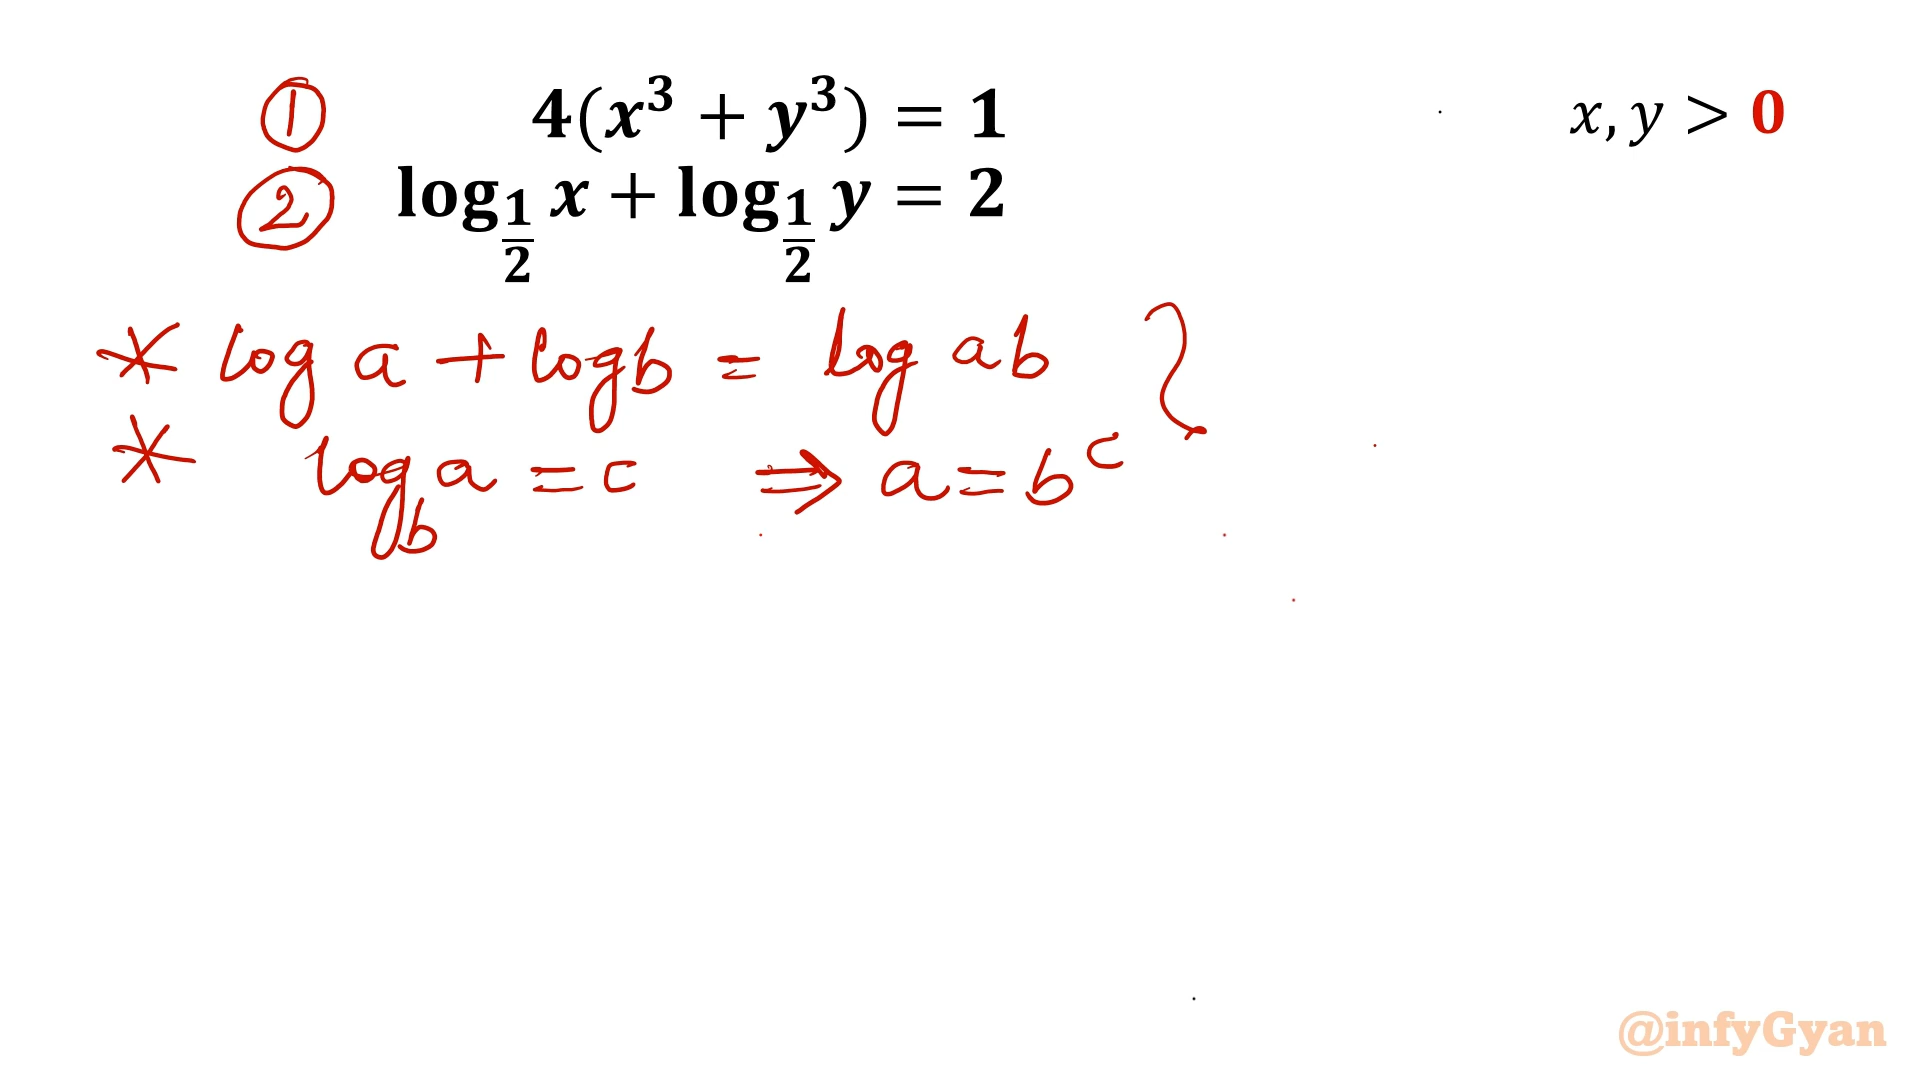 ① 4(x³ + y³) = 1 x, y > 0
② log_{1/2} x + log_{1/2} y = 2
* log a + log b = log ab
* log_b a = c ⇒ a = b^c
@infyGyan